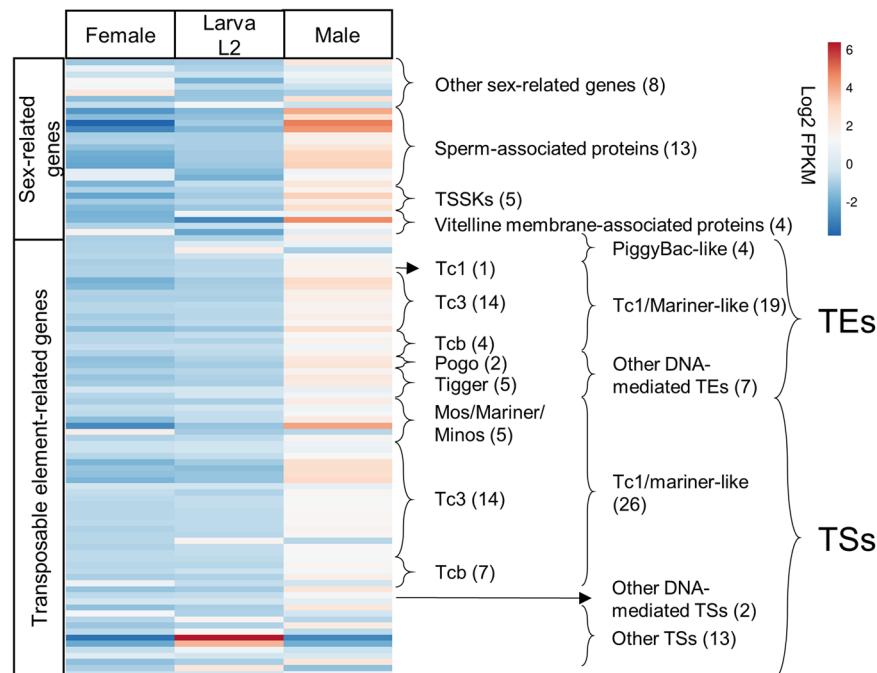 Female
Larva
L2
Male
Sex-related
genes
Transposable element-related genes
Other sex-related genes (8)
Sperm-associated proteins (13)
TSSKs (5)
Vitelline membrane-associated proteins (4)
PiggyBac-like (4)
Tc1 (1)
Tc3 (14)
Tc1/Mariner-like (19)
Tcb (4)
Pogo (2)
Tigger (5)
Other DNA-
mediated TEs (7)
Mos/Mariner/
Minos (5)
Tc3 (14)
Tc1/mariner-like
(26)
Tcb (7)
Other DNA-
mediated TSs (2)
Other TSs (13)
TEs
TSs
Log2 FPKM
6
4
2
0
-2